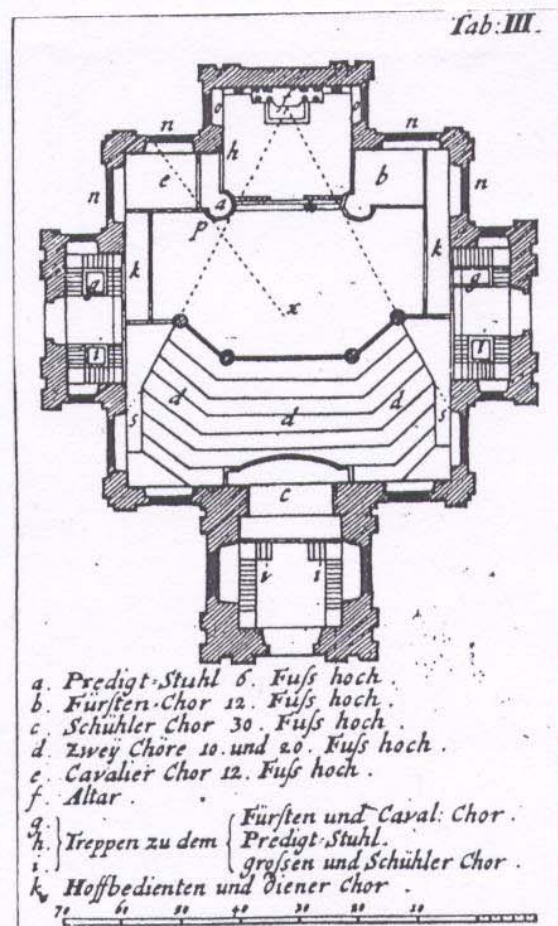 Tab: III.
n
o
o
n
h
e
b
n
a
n
p
k
k
g
g
x
i
l
d
d
d
s
s
c
i
i
a. Predigt-Stuhl 6. Fuſs hoch.
b. Fürſten-Chor 12. Fuſs hoch.
c Schühler Chor 30. Fuſs hoch.
d. Zweÿ Chöre 10. und 20. Fuſs hoch.
e. Cavalier Chor 12. Fuſs hoch.
f. Altar.
g. Fürſten und Caval: Chor.
h. Treppen zu dem Predigt-Stuhl.
i. groſsen und Schühler Chor.
k. Hoffbedienten und diener Chor.
70 60 50 40 30 20 10